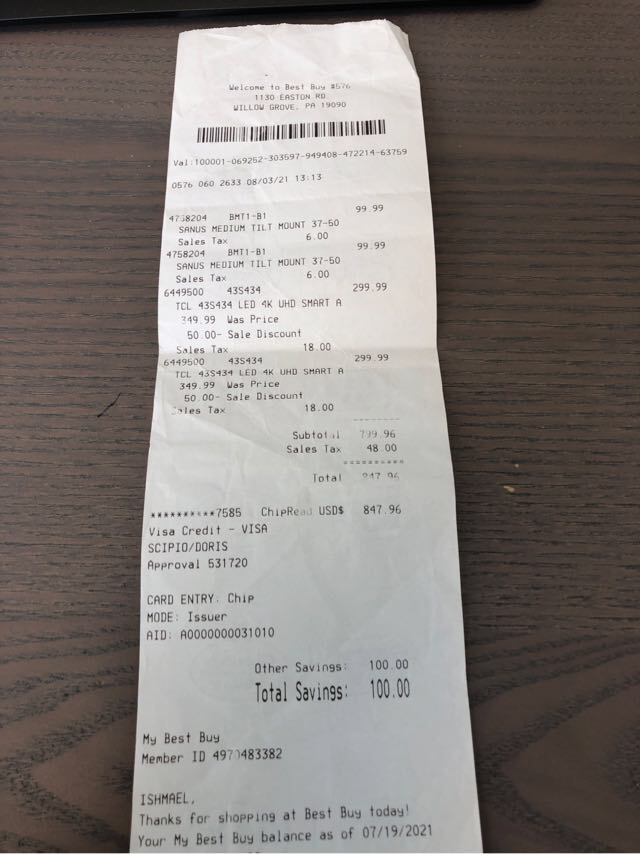 Welcome to Best Buy #576
1130 EASTON RD
WILLOW GROVE, PA 19090
Val:100001-069252-303597-949408-472214-63759
0576 060 2633 08/03/21 13:13
4758204 BMT1-B1 99.99
SANUS MEDIUM TILT MOUNT 37-50
Sales Tax 6.00
4758204 BMT1-B1 99.99
SANUS MEDIUM TILT MOUNT 37-50
Sales Tax 6.00
6449500 43S434 299.99
TCL 43S434 LED 4K UHD SMART A
349.99 Was Price
50.00- Sale Discount
Sales Tax 18.00
6449500 43S434 299.99
TCL 43S434 LED 4K UHD SMART A
349.99 Was Price
50.00- Sale Discount
Sales Tax 18.00
Subtotal 799.96
Sales Tax 48.00
==========
Total 847.96
**********7585 ChipRead USD$ 847.96
Visa Credit - VISA
SCIPIO/DORIS
Approval 531720
CARD ENTRY: Chip
MODE: Issuer
AID: A0000000031010
Other Savings: 100.00
Total Savings: 100.00
My Best Buy
Member ID 4970483382
ISHMAEL,
Thanks for shopping at Best Buy today!
Your My Best Buy balance as of 07/19/2021